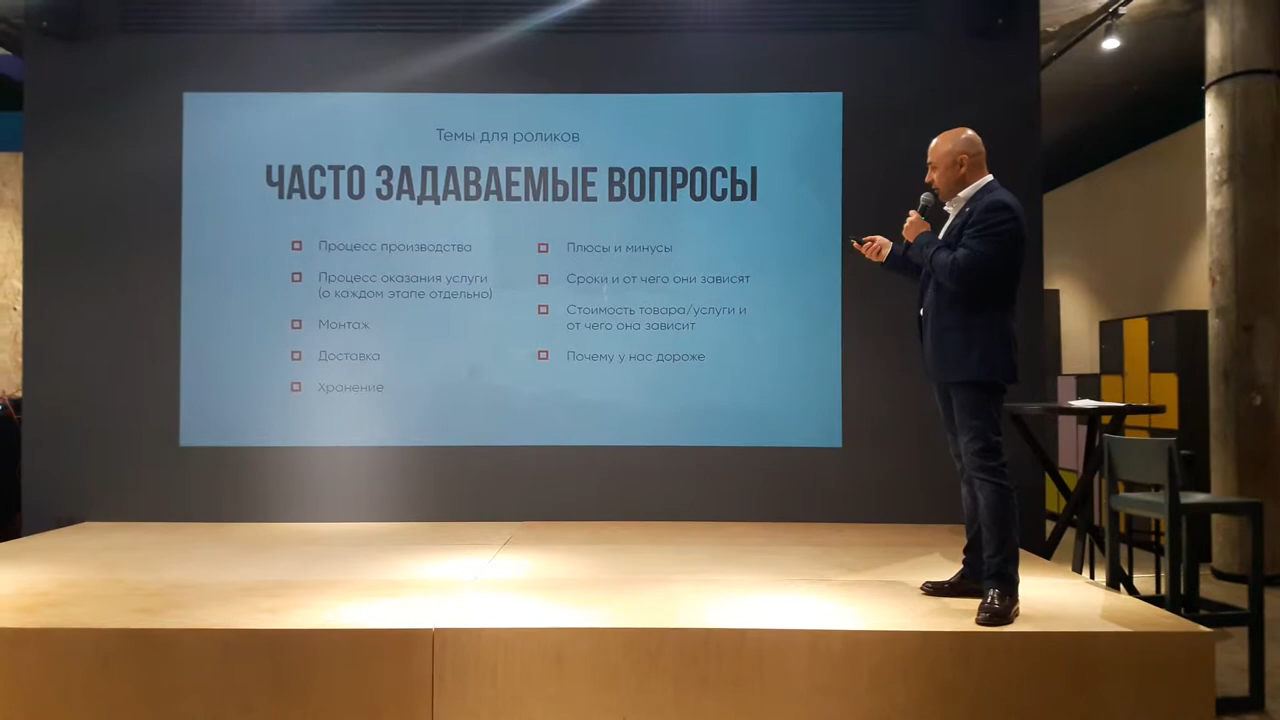 Темы для роликов
ЧАСТО ЗАДАВАЕМЫЕ ВОПРОСЫ
Процесс производства
Процесс оказания услуги
(о каждом этапе отдельно)
Монтаж
Доставка
Хранение
Плюсы и минусы
Сроки и от чего они зависят
Стоимость товара/услуги и
от чего она зависит
Почему у нас дороже